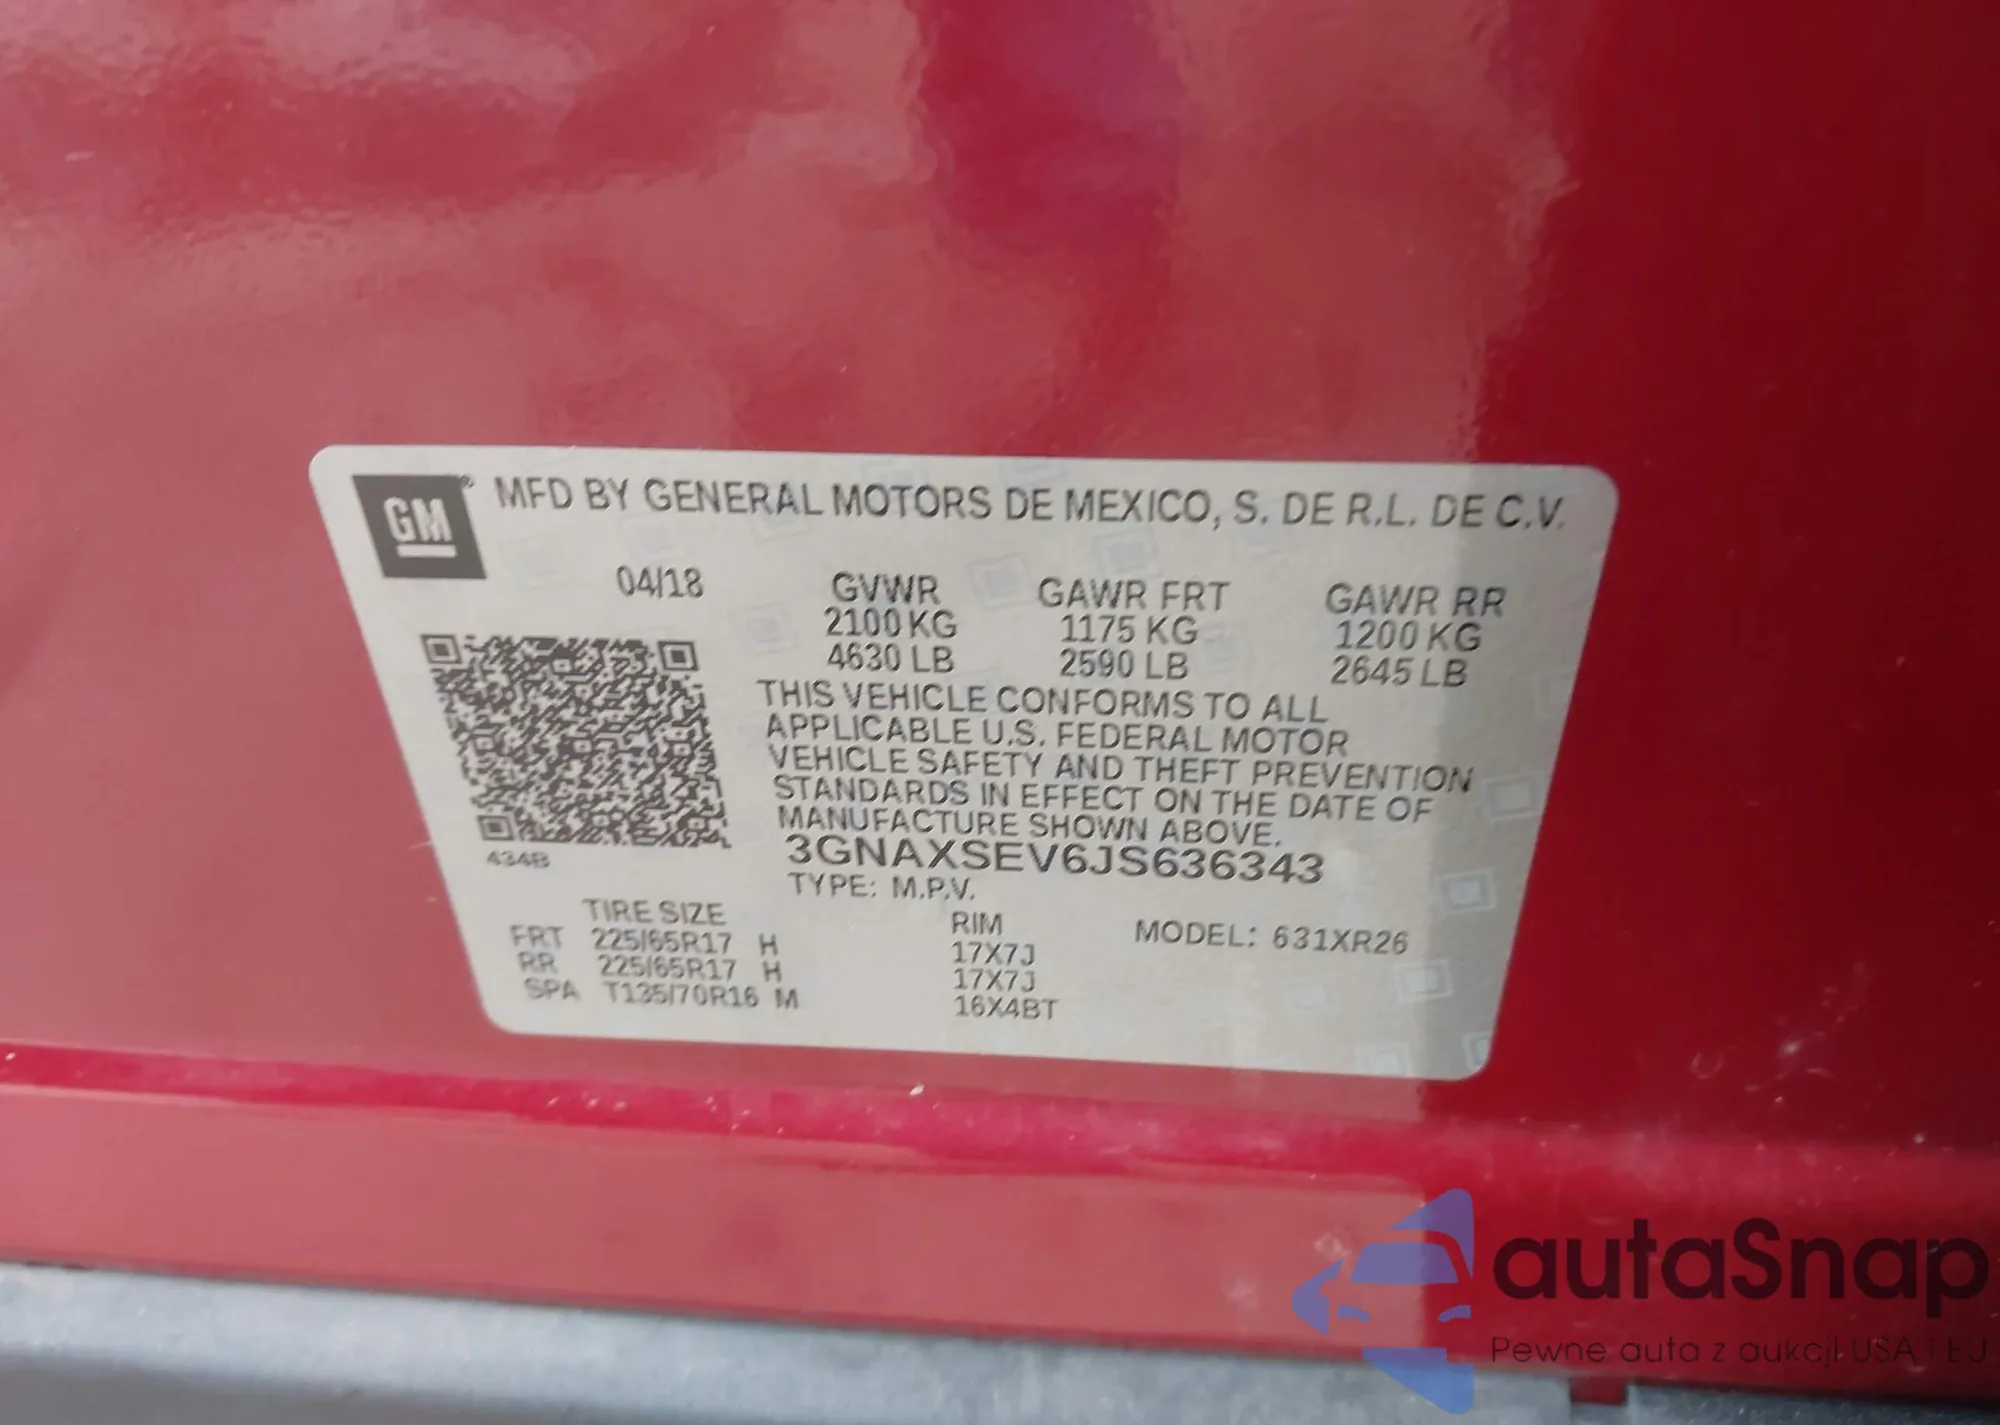 GM ® MFD BY GENERAL MOTORS DE MEXICO, S. DE R.L. DE C.V.
04/18 GVWR GAWR FRT GAWR RR
2100 KG 1175 KG 1200 KG
4630 LB 2590 LB 2645 LB
THIS VEHICLE CONFORMS TO ALL
APPLICABLE U.S. FEDERAL MOTOR
VEHICLE SAFETY AND THEFT PREVENTION
STANDARDS IN EFFECT ON THE DATE OF
MANUFACTURE SHOWN ABOVE.
434B 3GNAXSEV6JS636343
TYPE: M.P.V.
TIRE SIZE RIM MODEL: 631XR26
FRT 225/65R17 H 17X7J
RR 225/65R17 H 17X7J
SPA T135/70R16 M 16X4BT
autaSnap
Pewne auta z aukcji USA i EU